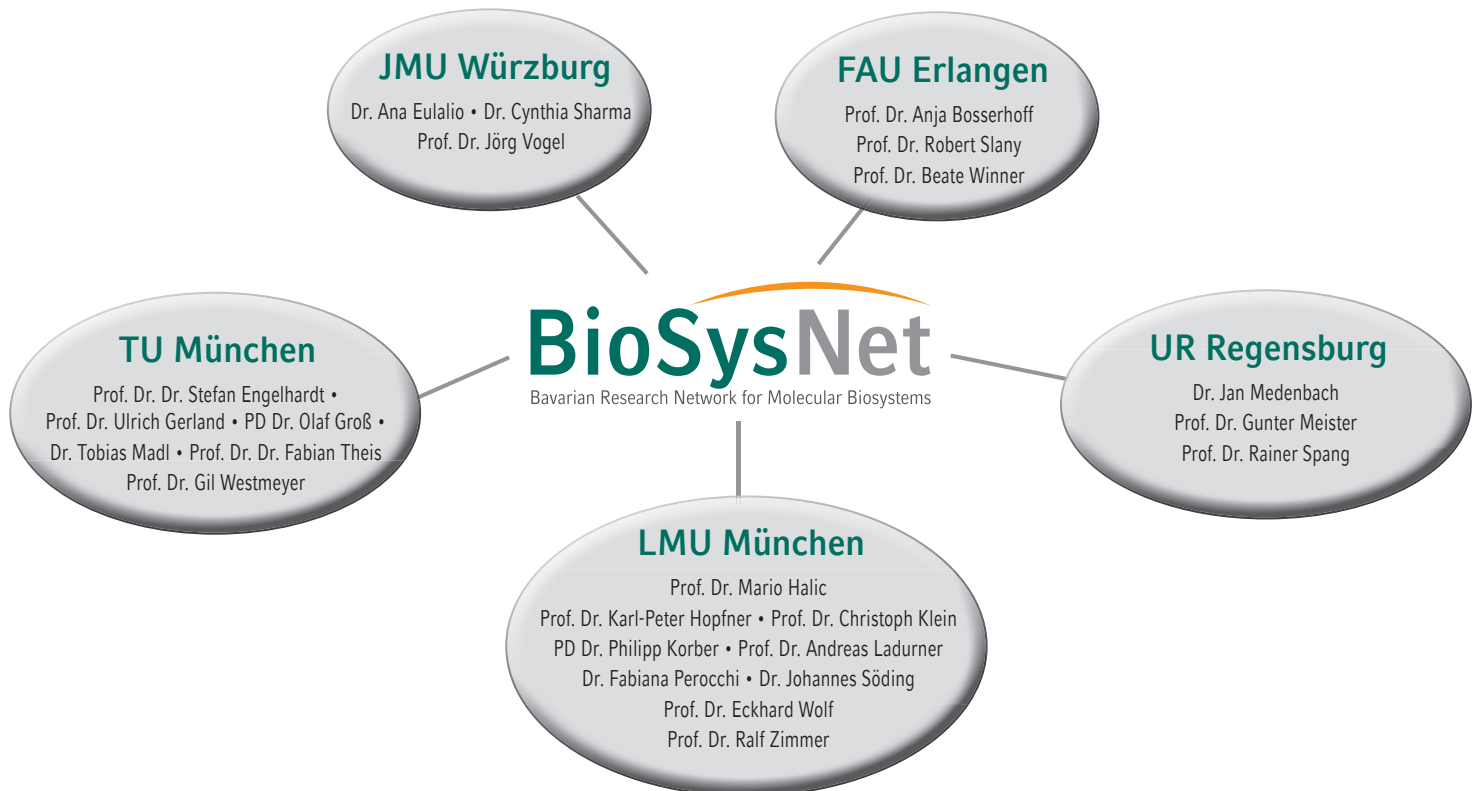 JMU Würzburg
Dr. Ana Eulalio • Dr. Cynthia Sharma
Prof. Dr. Jörg Vogel
FAU Erlangen
Prof. Dr. Anja Bosserhoff
Prof. Dr. Robert Slany
Prof. Dr. Beate Winner
BioSysNet
Bavarian Research Network for Molecular Biosystems
TU München
Prof. Dr. Dr. Stefan Engelhardt •
Prof. Dr. Ulrich Gerland • PD Dr. Olaf Groß •
Dr. Tobias Madl • Prof. Dr. Dr. Fabian Theis
Prof. Dr. Gil Westmeyer
UR Regensburg
Dr. Jan Medenbach
Prof. Dr. Gunter Meister
Prof. Dr. Rainer Spang
LMU München
Prof. Dr. Mario Halic
Prof. Dr. Karl-Peter Hopfner • Prof. Dr. Christoph Klein
PD Dr. Philipp Korber • Prof. Dr. Andreas Ladurner
Dr. Fabiana Perocchi • Dr. Johannes Söding
Prof. Dr. Eckhard Wolf
Prof. Dr. Ralf Zimmer